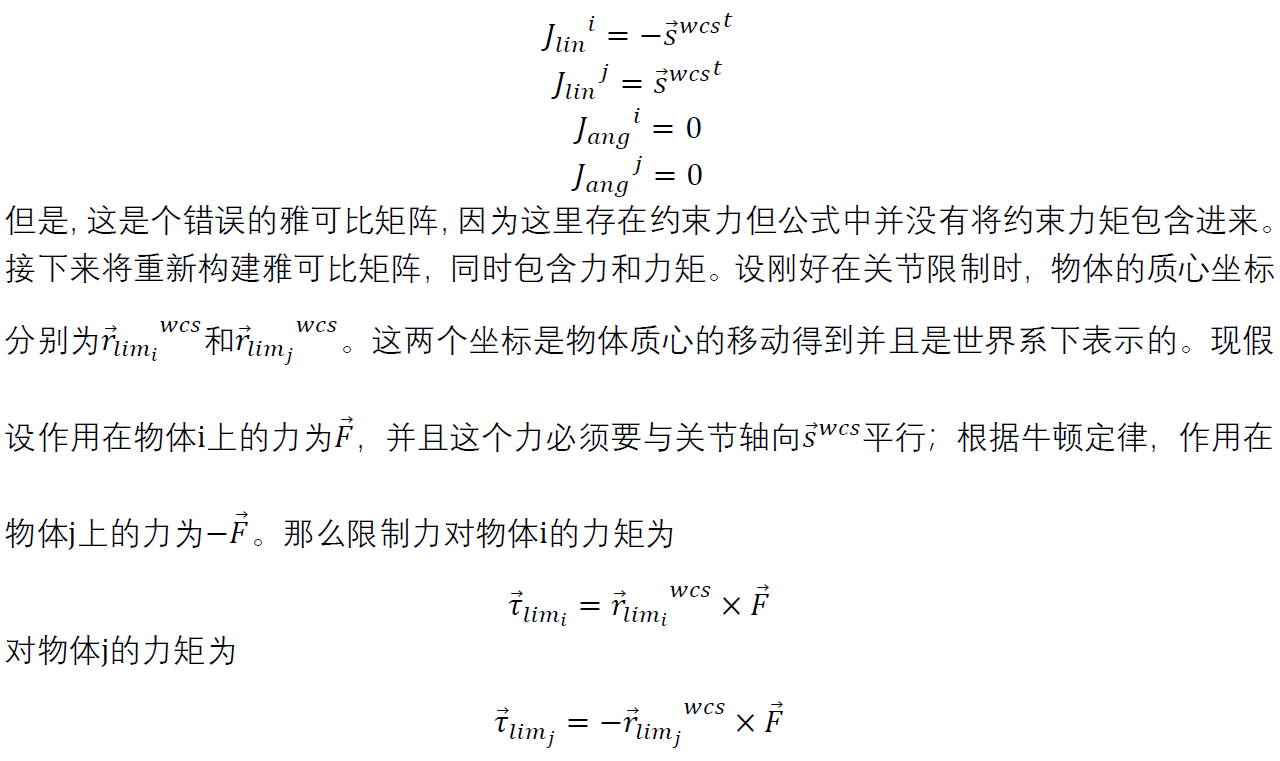 $J_{lin}{}^{i} = -\vec{s}^{wcs^{t}}$
$J_{lin}{}^{j} = \vec{s}^{wcs^{t}}$
$J_{ang}{}^{i} = 0$
$J_{ang}{}^{j} = 0$
但是, 这是个错误的雅可比矩阵, 因为这里存在约束力但公式中并没有将约束力矩包含进来。
接下来将重新构建雅可比矩阵，同时包含力和力矩。设刚好在关节限制时，物体的质心坐标
分别为$\vec{r}_{lim_i}{}^{wcs}$和$\vec{r}_{lim_j}{}^{wcs}$。这两个坐标是物体质心的移动得到并且是世界系下表示的。现假
设作用在物体i上的力为$\vec{F}$，并且这个力必须要与关节轴向$\vec{s}^{wcs}$平行；根据牛顿定律，作用在
物体j上的力为$-\vec{F}$。那么限制力对物体i的力矩为
$\vec{\tau}_{lim_i} = \vec{r}_{lim_i}{}^{wcs} \times \vec{F}$
对物体j的力矩为
$\vec{\tau}_{lim_j} = -\vec{r}_{lim_j}{}^{wcs} \times \vec{F}$